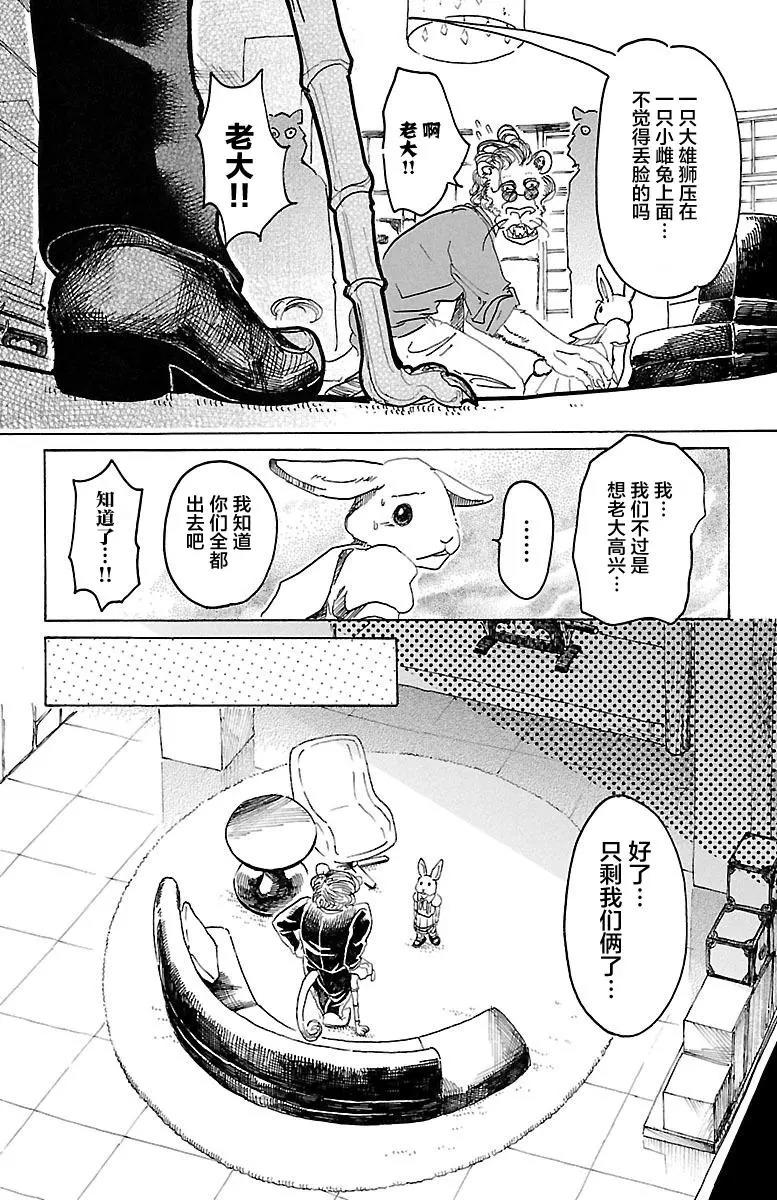 一只大雄狮压在
一只小雌兔上面…
不觉得丢脸的吗
啊
老大!!
老大!!
我…
我们不过是
想老大高兴…
……
我知道
你们全都
出去吧
知道了…!!
好了…
只剩我们俩了…